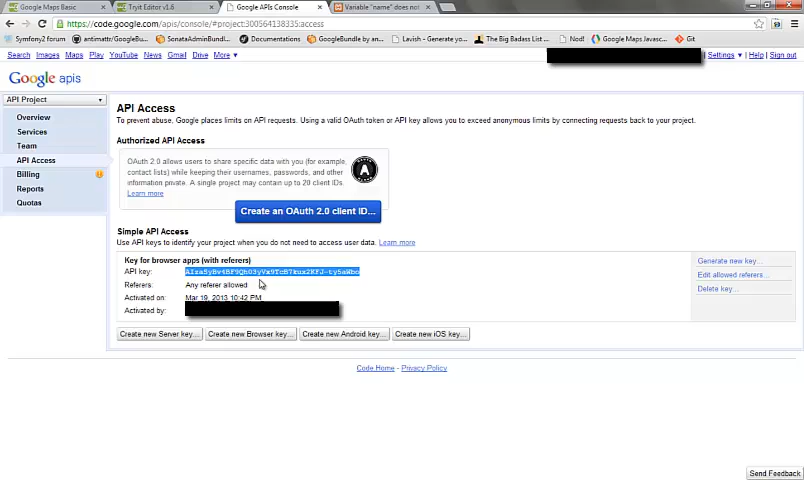 Google Maps Basic
Tryit Editor v1.6
Google APIs Console
Variable "name" does not
https://code.google.com/apis/console/#project:300564138335:access
Symfony2 forum
antimattr/GoogleBu...
SonataAdminBundl...
Documentations
GoogleBundle by an...
Lavish - Generate yo...
The Big Badass List ...
Nod!
Google Maps Javasc...
Git
Search Images Maps Play YouTube News Gmail Drive More
Settings | Help | Sign out
Google apis
API Project
Overview
Services
Team
API Access
Billing
Reports
Quotas
API Access
To prevent abuse, Google places limits on API requests. Using a valid OAuth token or API key allows you to exceed anonymous limits by connecting requests back to your project.
Authorized API Access
OAuth 2.0 allows users to share specific data with you (for example,
contact lists) while keeping their usernames, passwords, and other
information private. A single project may contain up to 20 client IDs.
Learn more
Create an OAuth 2.0 client ID...
Simple API Access
Use API keys to identify your project when you do not need to access user data. Learn more
Key for browser apps (with referers)
API key:
Referers: Any referer allowed
Activated on: Mar 19, 2013 10:42 PM
Activated by:
Generate new key...
Edit allowed referers...
Delete key...
Create new Server key...
Create new Browser key...
Create new Android key...
Create new iOS key...
Code Home - Privacy Policy
Send Feedback